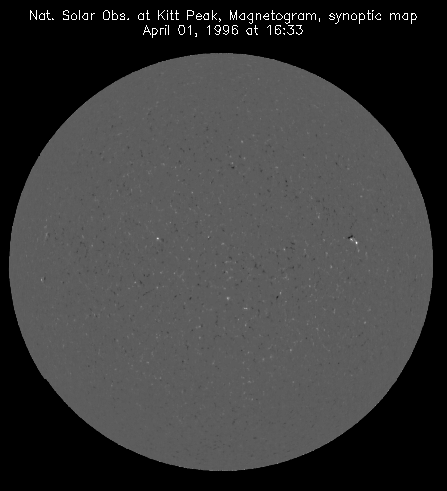 Nat. Solar Obs. at Kitt Peak, Magnetogram, synoptic map
April 01, 1996 at 16:33